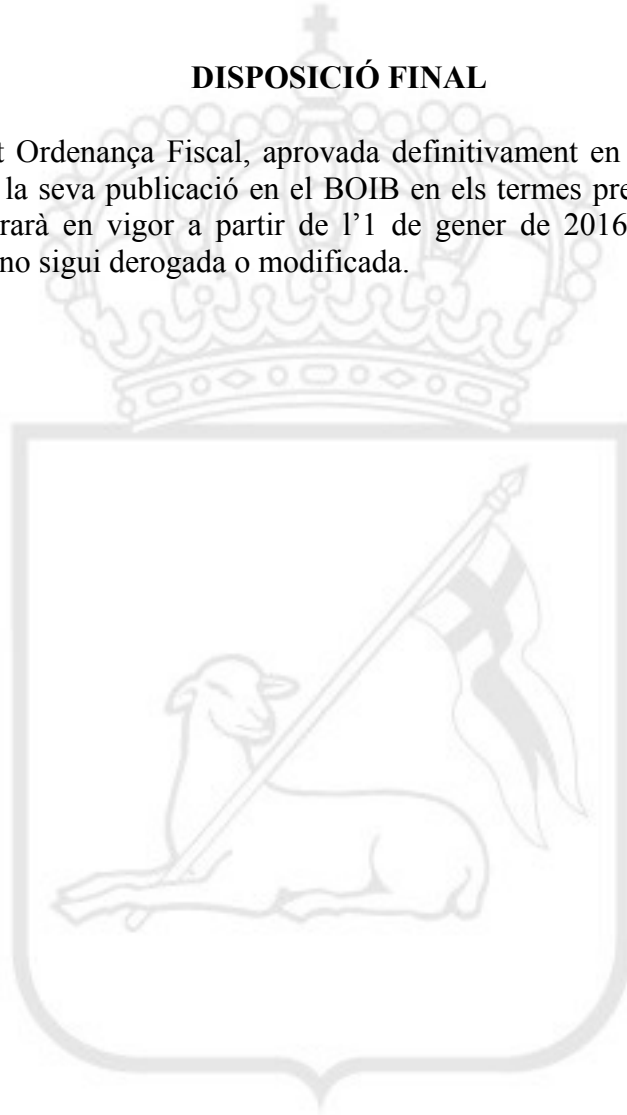 DISPOSICIÓ FINAL
t Ordenança Fiscal, aprovada definitivament en
la seva publicació en el BOIB en els termes pre
rarà en vigor a partir de l’1 de gener de 2016
no sigui derogada o modificada.